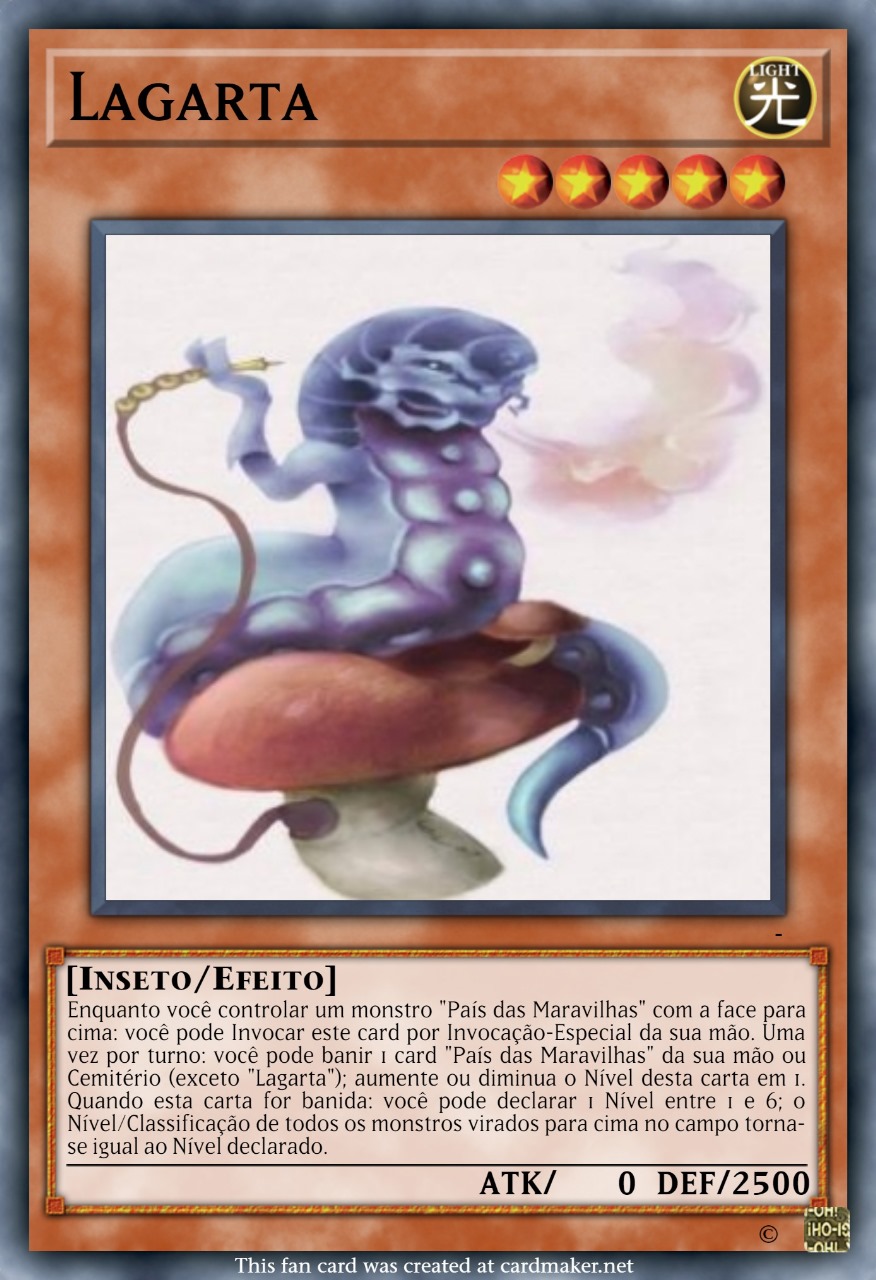 LAGARTA
LIGHT
光
-
[INSETO/EFEITO]
Enquanto você controlar um monstro "País das Maravilhas" com a face para
cima: você pode Invocar este card por Invocação-Especial da sua mão. Uma
vez por turno: você pode banir 1 card "País das Maravilhas" da sua mão ou
Cemitério (exceto "Lagarta"); aumente ou diminua o Nível desta carta em 1.
Quando esta carta for banida: você pode declarar 1 Nível entre 1 e 6; o
Nível/Classificação de todos os monstros virados para cima no campo torna-
se igual ao Nível declarado.
ATK/ 0 DEF/2500
©
This fan card was created at cardmaker.net